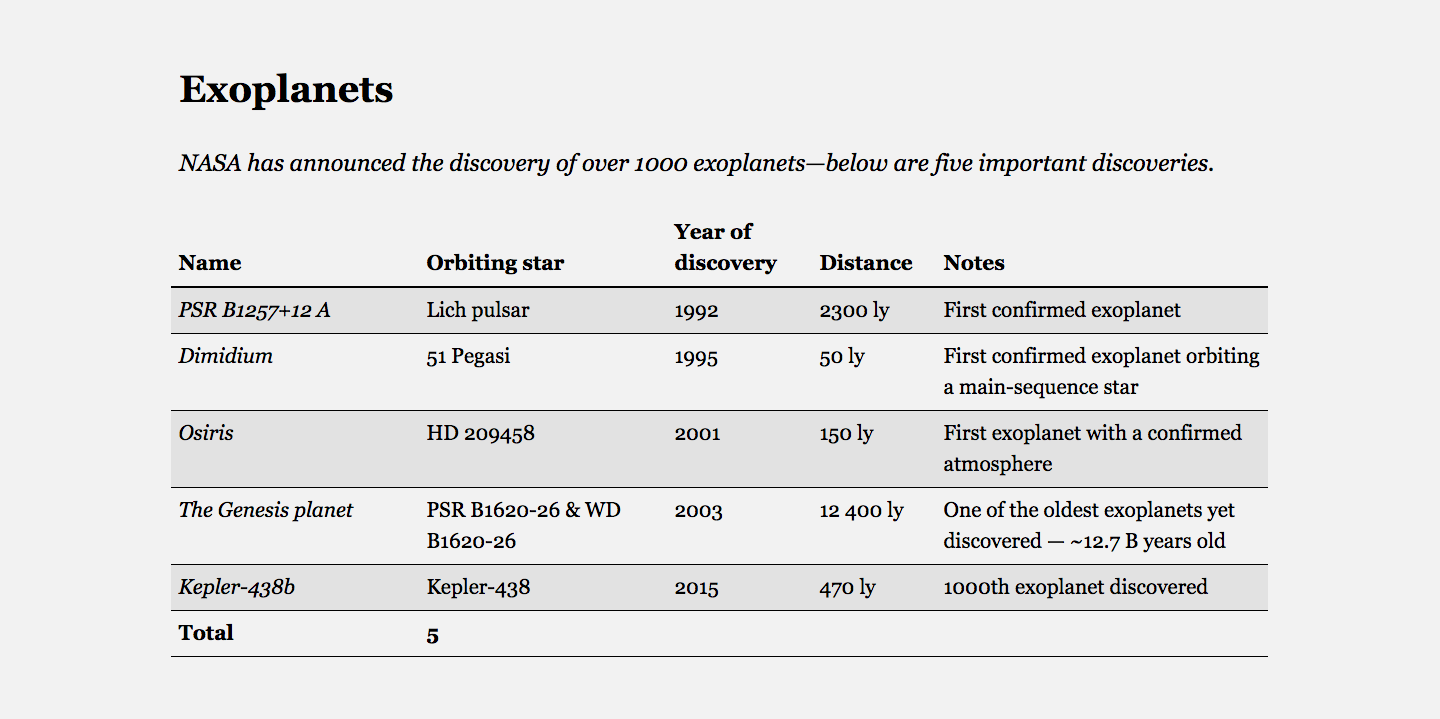 Exoplanets
NASA has announced the discovery of over 1000 exoplanets—below are five important discoveries.
Name Orbiting star Year of discovery Distance Notes
PSR B1257+12 A Lich pulsar 1992 2300 ly First confirmed exoplanet
Dimidium 51 Pegasi 1995 50 ly First confirmed exoplanet orbiting
a main-sequence star
Osiris HD 209458 2001 150 ly First exoplanet with a confirmed
atmosphere
The Genesis planet PSR B1620-26 & WD 2003 12 400 ly One of the oldest exoplanets yet
B1620-26 discovered — ~12.7 B years old
Kepler-438b Kepler-438 2015 470 ly 1000th exoplanet discovered
Total 5